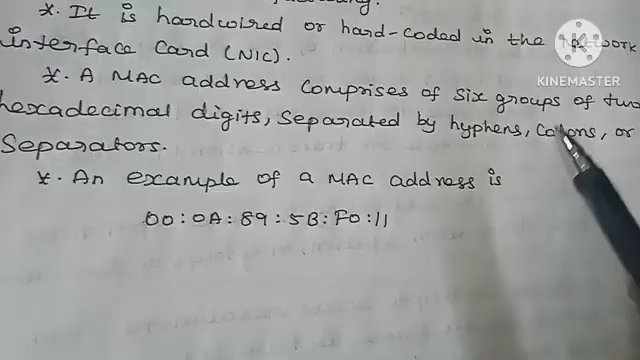 *. It is hardwired or hard-coded in the Network
interface Card (NIC).
KINEMASTER
*. A MAC address comprises of six groups of two
hexadecimal digits, separated by hyphens, colons, or
separators.
*. An example of a MAC address is
00:0A:89:5B:F0:11